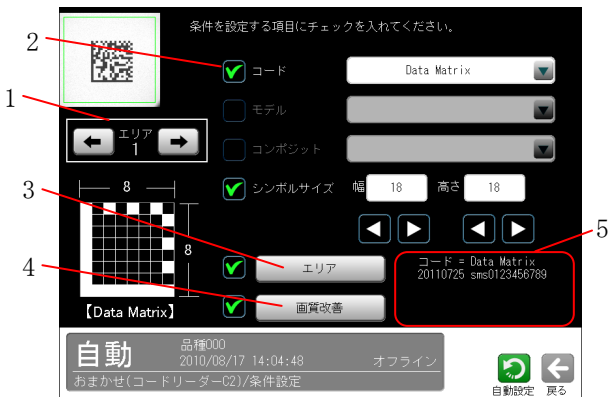 条件を設定する項目にチェックを入れてください。
2
コード
Data Matrix
1
モデル
エリア
1
コンポジット
シンボルサイズ
幅
18
高さ
18
3
8
8
5
エリア
コード = Data Matrix
20110725 sms0123456789
4
画質改善
【Data Matrix】
自動
品種000
2010/08/17 14:04:48
オフライン
おまかせ(コードリーダーC2)/条件設定
自動設定
戻る